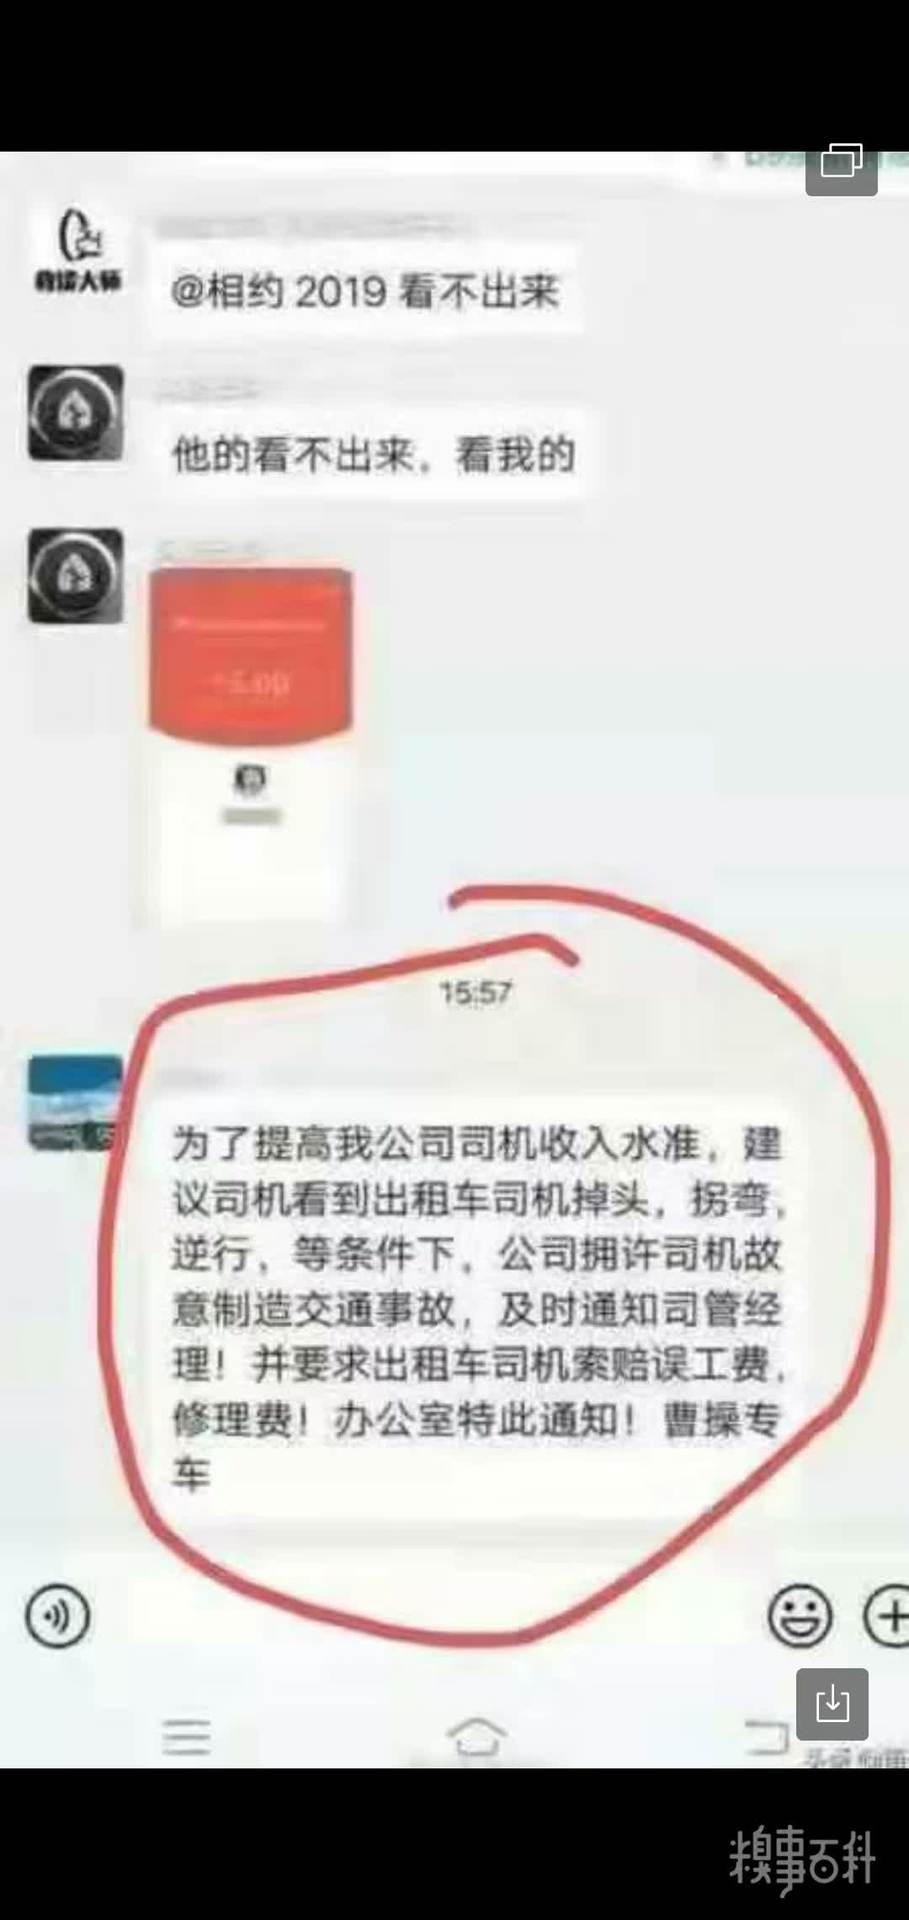 @相约 2019 看不出来
他的看不出来，看我的
15:57
为了提高我公司司机收入水准，建
议司机看到出租车司机掉头，拐弯，
逆行，等条件下，公司拥许司机故
意制造交通事故，及时通知司管经
理！并要求出租车司机索赔误工费，
修理费！办公室特此通知！曹操专
车
糗事百科